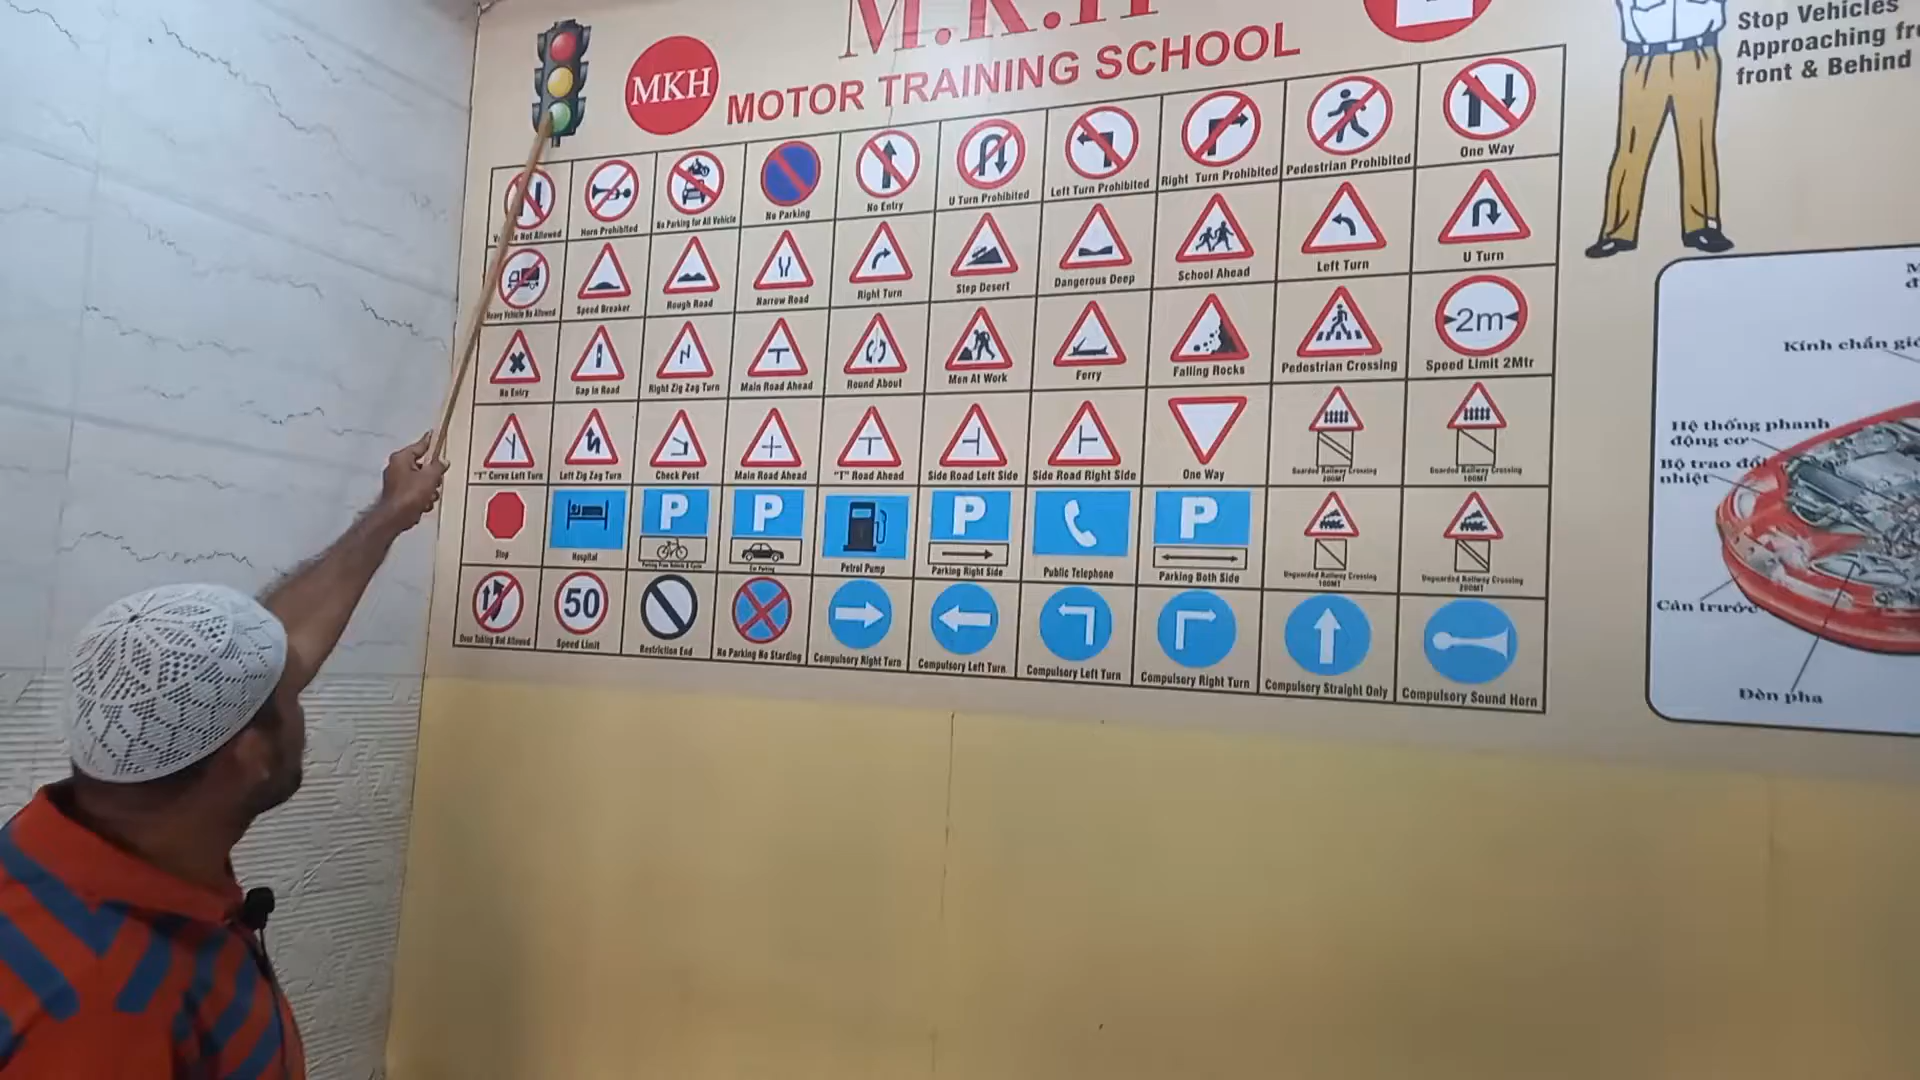 M.K.H
MKH
MOTOR TRAINING SCHOOL
Stop Vehicles
Approaching
front & Behind
Not Allowed
Horn Prohibited
No Parking for All Vehicle
No Parking
No Entry
U Turn Prohibited
Left Turn Prohibited
Right Turn Prohibited
Pedestrian Prohibited
One Way
Heavy Vehicle No Allowed
Speed Breaker
Rough Road
Narrow Road
Right Turn
Step Desert
Dangerous Deep
School Ahead
Left Turn
U Turn
No Entry
Gap in Road
Right Zig Zag Turn
Main Road Ahead
Round About
Men At Work
Ferry
Falling Rocks
Pedestrian Crossing
2m
Speed Limit 2Mtr
"Y" Curve Left Turn
Left Zig Zag Turn
Check Post
Main Road Ahead
"T" Road Ahead
Side Road Left Side
Side Road Right Side
One Way
Guarded Railway Crossing
200MT
Guarded Railway Crossing
100MT
Stop
Hospital
P
P
Car Parking
Petrol Pump
P
Parking Right Side
Public Telephone
P
Parking Both Side
Unguarded Railway Crossing
100MT
Unguarded Railway Crossing
200MT
Over Taking Not Allowed
50
Speed Limit
Restriction End
No Parking No Standing
Compulsory Right Turn
Compulsory Left Turn
Compulsory Left Turn
Compulsory Right Turn
Compulsory Straight Only
Compulsory Sound Horn
Kính chắn gió
Hệ thống phanh
động cơ
Bộ trao đổi
nhiệt
Cản trước
Đèn pha